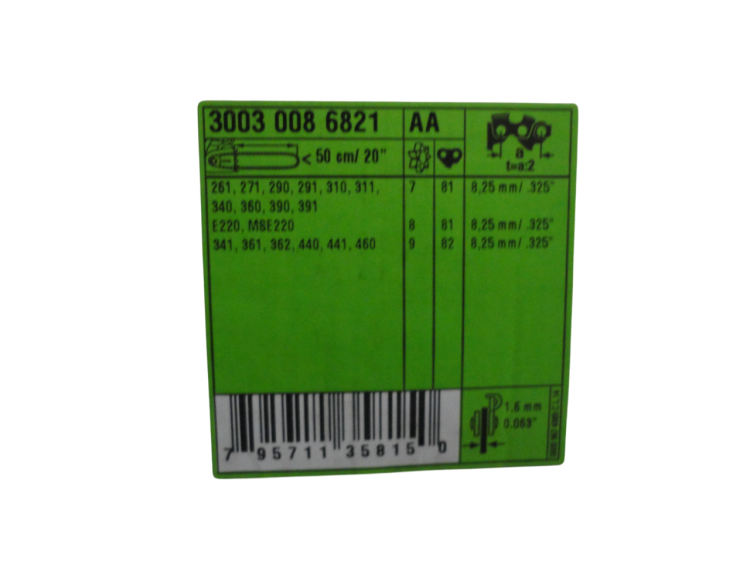 3003 008 6821 AA
< 50 cm/ 20"
a
t=a:2
261, 271, 290, 291, 310, 311, 7 81 8,25 mm/ .325"
340, 360, 390, 391
E220, MSE220 8 81 8,25 mm/ .325"
341, 361, 362, 440, 441, 460 9 82 8,25 mm/ .325"
1,6 mm
0.063"
7 95711 35815 0